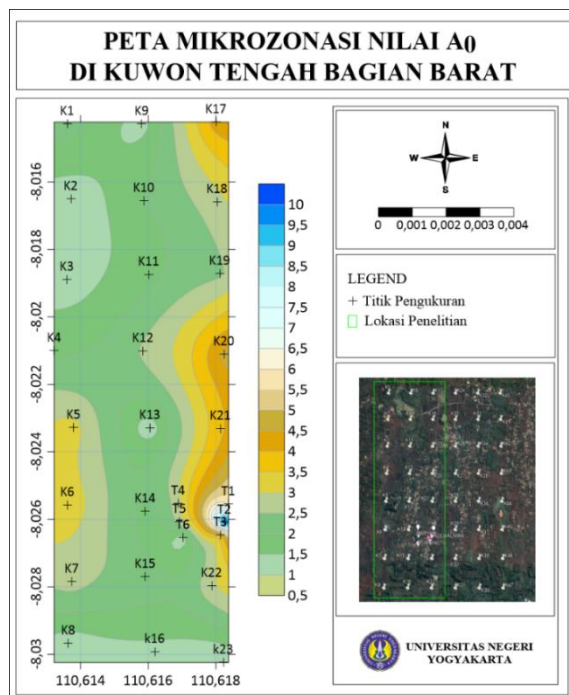 PETA MIKROZONASI NILAI A0
DI KUWON TENGAH BAGIAN BARAT
K1
K9
K17
-8,016
K2
K10
K18
-8,018
K3
K11
K19
-8,02
K4
K12
K20
-8,022
K5
K13
K21
-8,024
K6
K14
T4
T5
T6
T1
T2
T3
-8,026
K7
K15
K22
-8,028
K8
k16
k23
-8,03
110,614
110,616
110,618
10
9
8,5
8
7
6,5
6
5,5
5
4,5
4
3,5
3
2,5
2
1,5
1
0,5
N
W
E
S
0
0,001
0,002
0,003
0,004
LEGEND
+ Titik Pengukuran
Lokasi Penelitian
UNIVERSITAS NEGERI
YOGYAKARTA